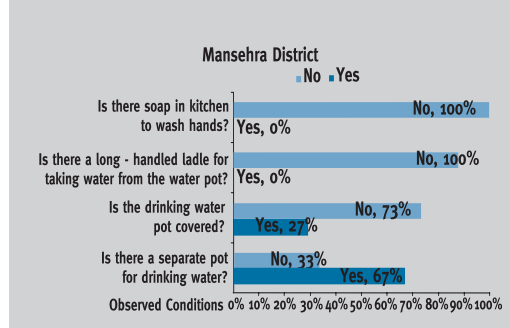 Mansehra District
No Yes
Is there soap in kitchen
to wash hands?
No, 100%
Yes, 0%
Is there a long - handled ladle for
taking water from the water pot?
No, 100%
Yes, 0%
Is the drinking water
pot covered?
No, 73%
Yes, 27%
Is there a separate pot
for drinking water?
No, 33%
Yes, 67%
Observed Conditions 0% 10% 20% 30% 40% 50% 60% 70% 80% 90% 100%